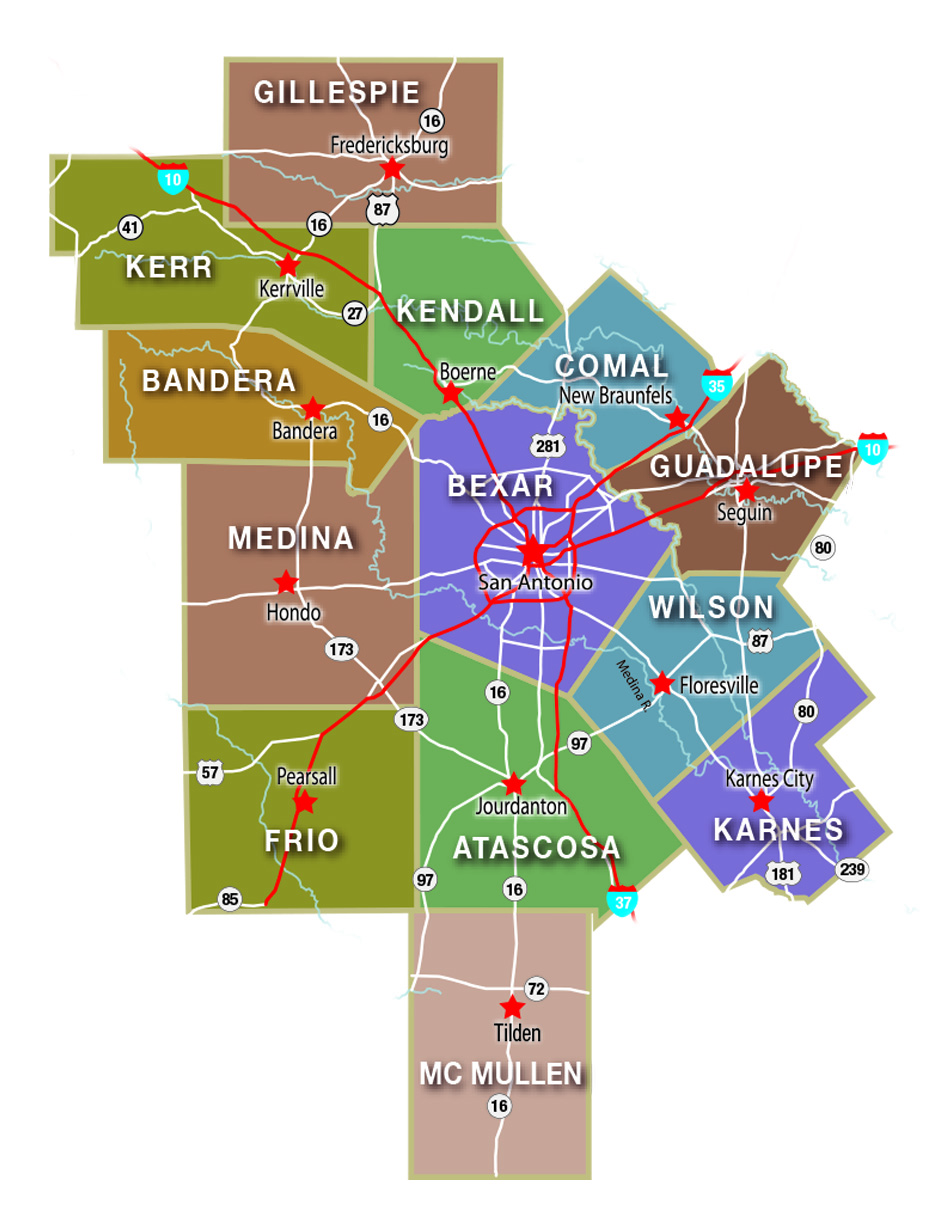 GILLESPIE
16
Fredericksburg
10
87
41
16
KERR
Kerrville
27
KENDALL
BANDERA
Boerne
COMAL
New Braunfels
35
Bandera
16
281
10
GUADALUPE
BEXAR
Seguin
MEDINA
80
San Antonio
Hondo
WILSON
173
87
Medina R.
Floresville
16
173
80
97
57
Pearsall
Jourdanton
Karnes City
FRIO
ATASCOSA
KARNES
97
16
181
239
85
37
72
Tilden
MC MULLEN
16